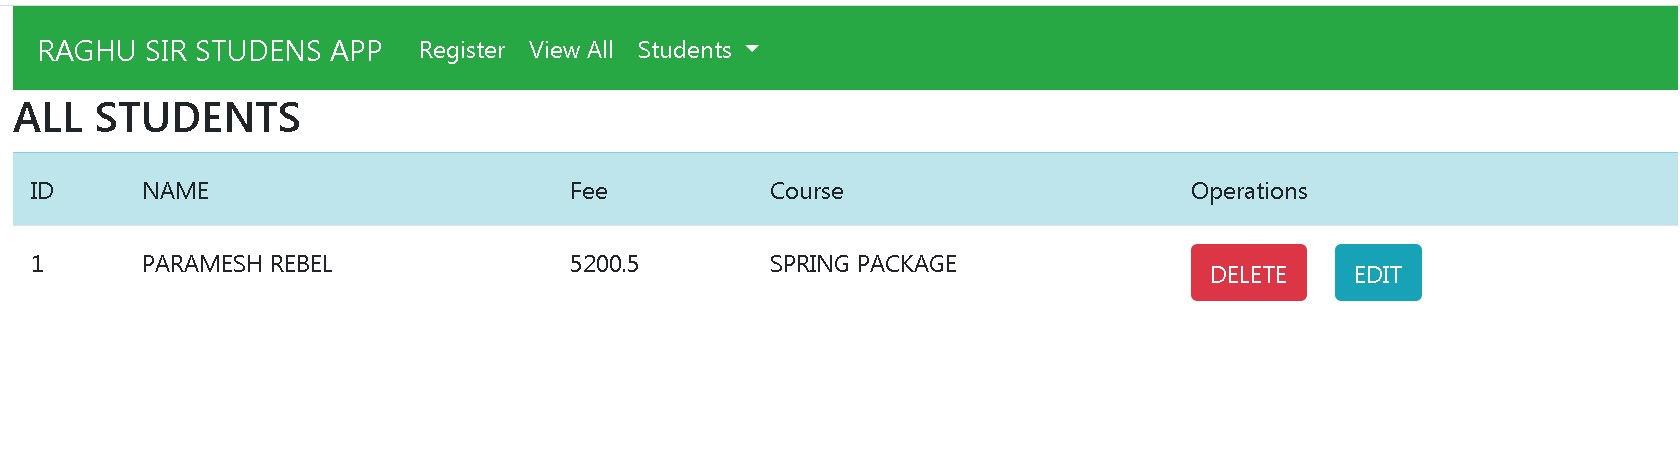 RAGHU SIR STUDENS APP Register View All Students
ALL STUDENTS
ID NAME Fee Course Operations
1 PARAMESH REBEL 5200.5 SPRING PACKAGE DELETE EDIT